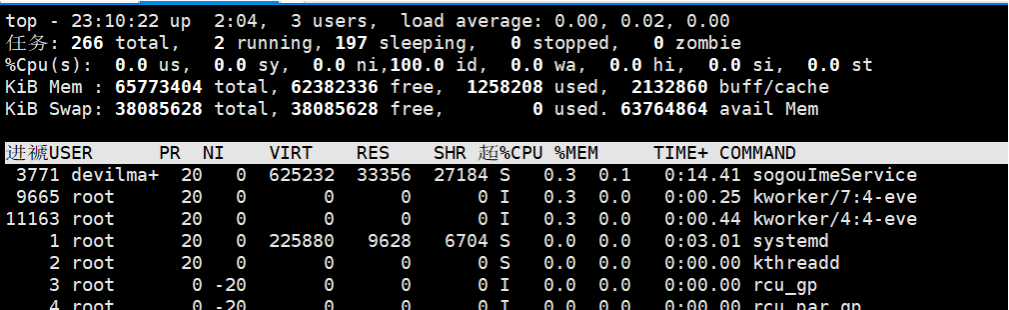 top - 23:10:22 up  2:04,  3 users,  load average: 0.00, 0.02, 0.00
任务: 266 total,   2 running, 197 sleeping,   0 stopped,   0 zombie
%Cpu(s):  0.0 us,  0.0 sy,  0.0 ni,100.0 id,  0.0 wa,  0.0 hi,  0.0 si,  0.0 st
KiB Mem : 65773404 total, 62382336 free,  1258208 used,  2132860 buff/cache
KiB Swap: 38085628 total, 38085628 free,        0 used. 63764864 avail Mem
进褫USER      PR  NI    VIRT    RES    SHR  %CPU %MEM     TIME+ COMMAND
3771 devilma+  20   0  625232  33356  27184 S   0.3  0.1   0:14.41 sogouImeService
9665 root      20   0       0      0      0 I   0.3  0.0   0:00.25 kworker/7:4-eve
11163 root      20   0       0      0      0 I   0.3  0.0   0:00.44 kworker/4:4-eve
1 root      20   0  225880   9628   6704 S   0.0  0.0   0:03.01 systemd
2 root      20   0       0      0      0 S   0.0  0.0   0:00.00 kthreadd
3 root       0 -20       0      0      0 I   0.0  0.0   0:00.00 rcu_gp
4 root       0 -20       0      0      0 I   0.0  0.0   0:00.00 rcu_par_gp